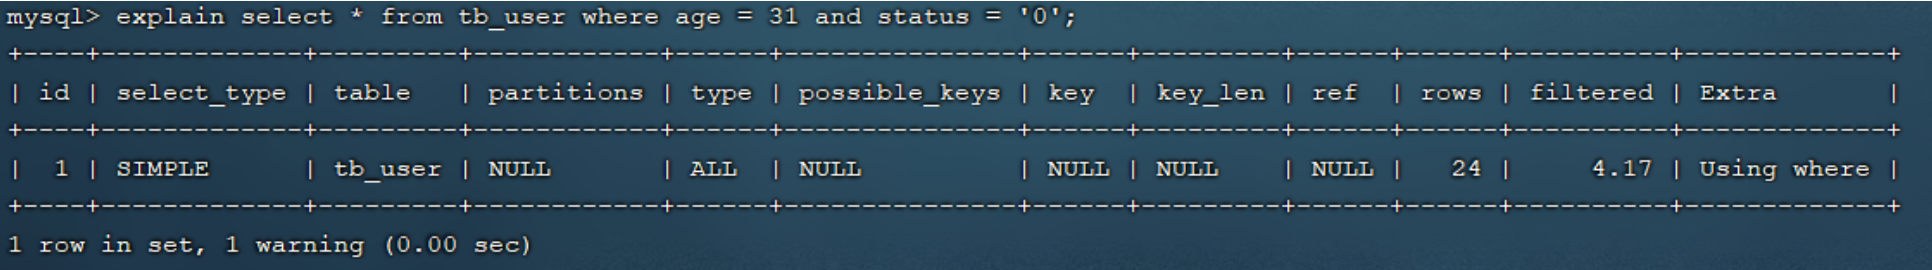 mysql> explain select * from tb_user where age = 31 and status = '0';
+----+-------------+---------+------------+------+---------------+------+---------+------+------+----------+-------------+
| id | select_type | table   | partitions | type | possible_keys | key  | key_len | ref  | rows | filtered | Extra       |
+----+-------------+---------+------------+------+---------------+------+---------+------+------+----------+-------------+
|  1 | SIMPLE      | tb_user | NULL       | ALL  | NULL          | NULL | NULL    | NULL |   24 |     4.17 | Using where |
+----+-------------+---------+------------+------+---------------+------+---------+------+------+----------+-------------+
1 row in set, 1 warning (0.00 sec)